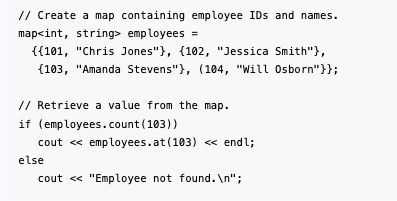 // Create a map containing employee IDs and names.
map<int, string> employees =
{{101, "Chris Jones"}, {102, "Jessica Smith"},
{103, "Amanda Stevens"}, (104, "Will Osborn"}};
// Retrieve a value from the map.
if (employees.count(103))
cout << employees.at(103) << endl;
else
cout << "Employee not found.\n";